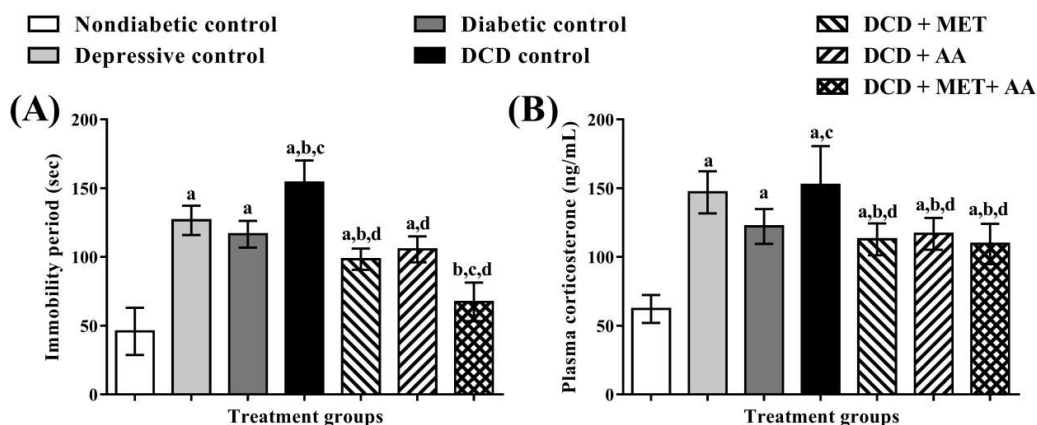 Nondiabetic control
Depressive control
Diabetic control
DCD control
DCD + MET
DCD + AA
DCD + MET+ AA
(A)
Immobility period (sec)
200
150
100
50
0
a
a
a,b,c
a,b,d
a,d
b,c,d
Treatment groups
(B)
Plasma corticosterone (ng/mL)
200
150
100
50
0
a
a
a,c
a,b,d
a,b,d
a,b,d
Treatment groups